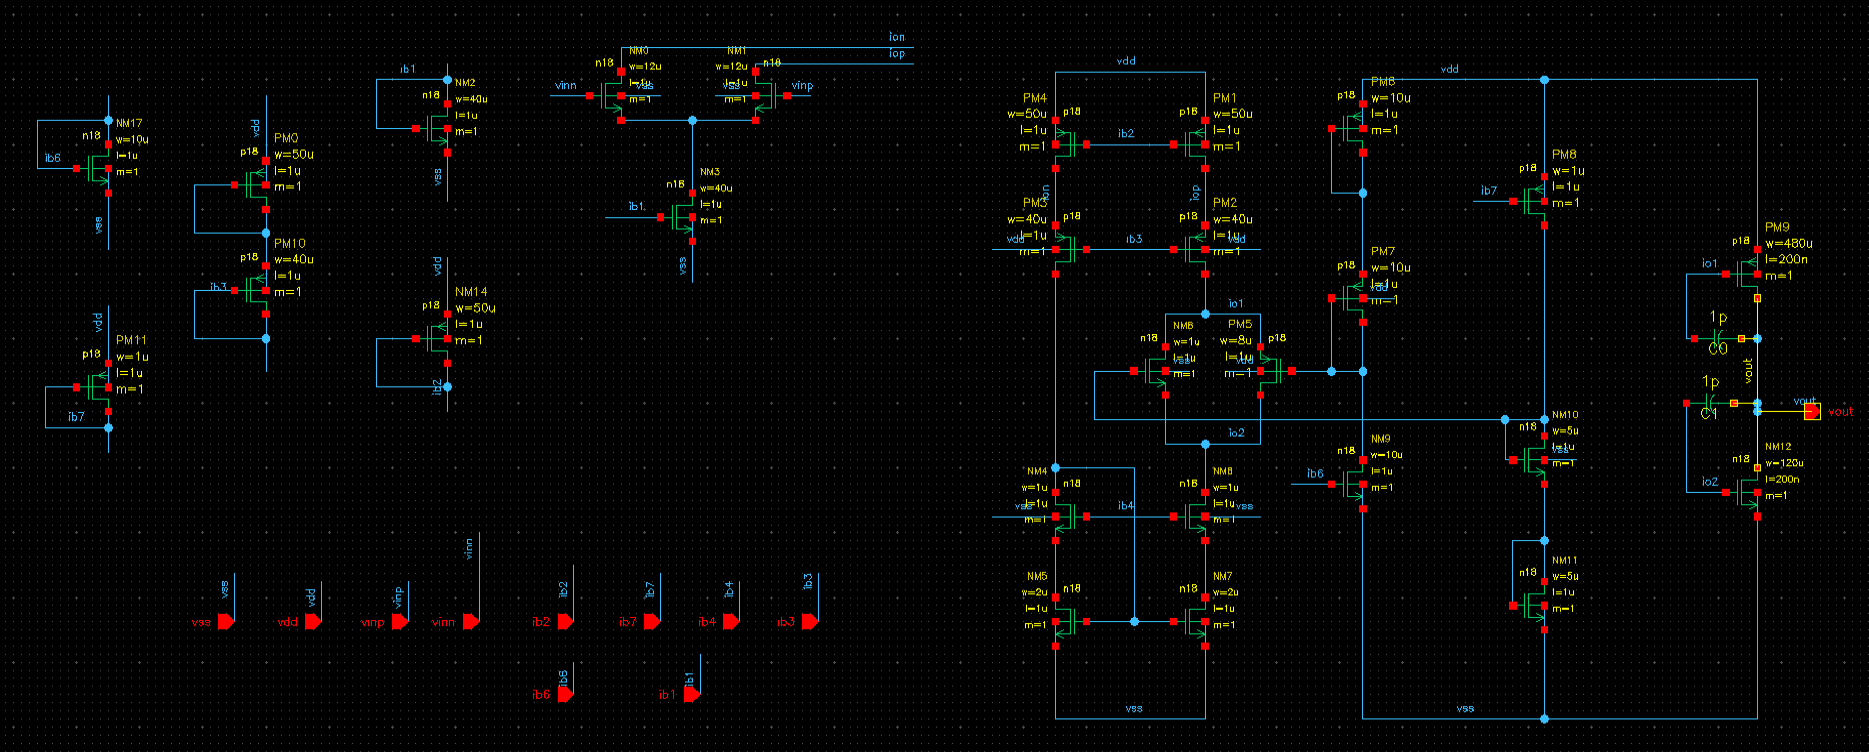 ib6
n18
NM17
w=10u
l=1u
m=1
vss
vdd
p18
PM11
w=1u
l=1u
m=1
ib7
vdd
p18
PM0
w=50u
l=1u
m=1
p18
PM10
w=40u
l=1u
m=1
ib3
ib1
n18
NM2
w=40u
l=1u
m=1
vss
vdd
p18
NM14
w=50u
l=1u
m=1
ib2
ion
iop
vinn
n18
NM0
w=12u
l=1u
m=1
vss
NM1
w=12u
l=1u
m=1
n18
vss
vinp
ib1
n18
NM3
w=40u
l=1u
m=1
vss
vss
vss
vdd
vdd
vinp
vinp
vinn
vinn
ib2
ib2
ib7
ib7
ib4
ib4
ib3
ib3
ib6
ib6
ib1
ib1
vdd
PM4
w=50u
l=1u
m=1
p18
ib2
p18
PM1
w=50u
l=1u
m=1
ion
iop
PM3
w=40u
l=1u
m=1
p18
vdd
ib3
p18
PM2
w=40u
l=1u
m=1
vdd
io1
n18
NM6
w=1u
l=1u
m=1
vss
PM5
w=8u
l=1u
m=1
p18
vdd
io2
NM4
w=1u
l=1u
m=1
n18
vss
ib4
n18
NM8
w=1u
l=1u
m=1
vss
NM5
w=2u
l=1u
m=1
n18
n18
NM7
w=2u
l=1u
m=1
vss
vdd
p18
PM6
w=10u
l=1u
m=1
p18
PM7
w=10u
l=1u
m=1
vdd
ib6
n18
NM9
w=10u
l=1u
m=1
ib7
p18
PM8
w=1u
l=1u
m=1
n18
NM10
w=5u
l=1u
m=1
vss
n18
NM11
w=5u
l=1u
m=1
vss
io1
p18
PM9
w=480u
l=200n
m=1
1p
C0
vout
1p
C1
vout
vout
io2
n18
NM12
w=120u
l=200n
m=1